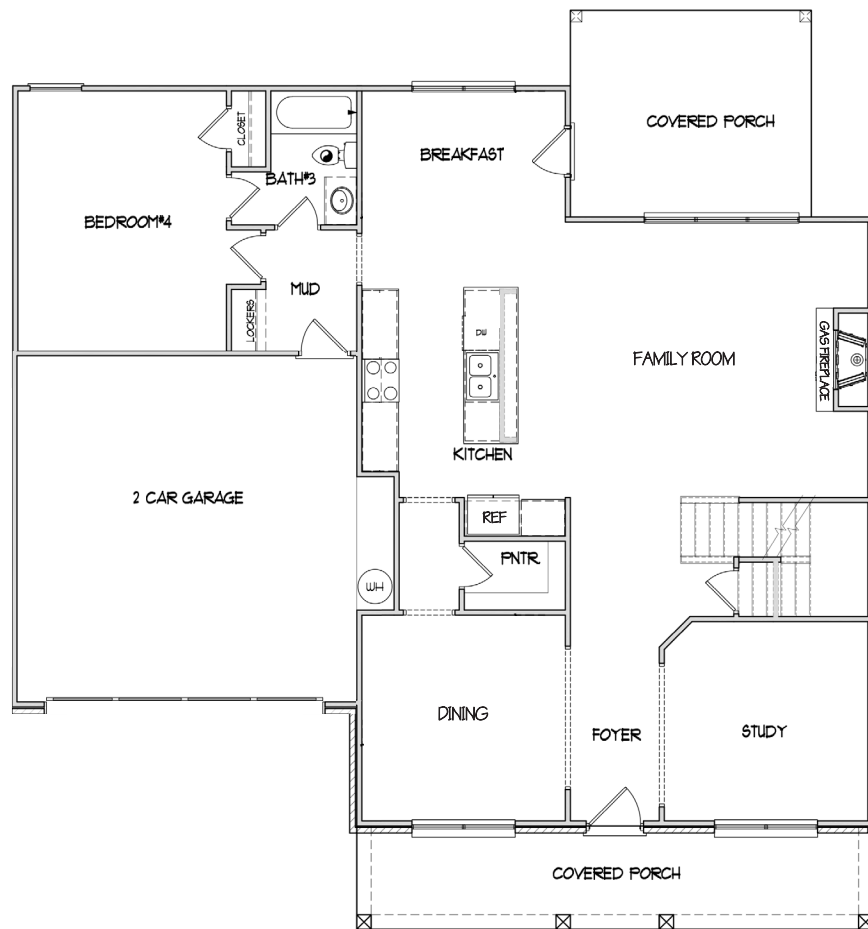 COVERED PORCH
CLOSET
BREAKFAST
BATH#3
BEDROOM#4
MUD
LOCKERS
DW
FAMILY ROOM
GAS FIREPLACE
KITCHEN
2 CAR GARAGE
REF
PNTR.
WH
DINING
FOYER
STUDY
COVERED PORCH